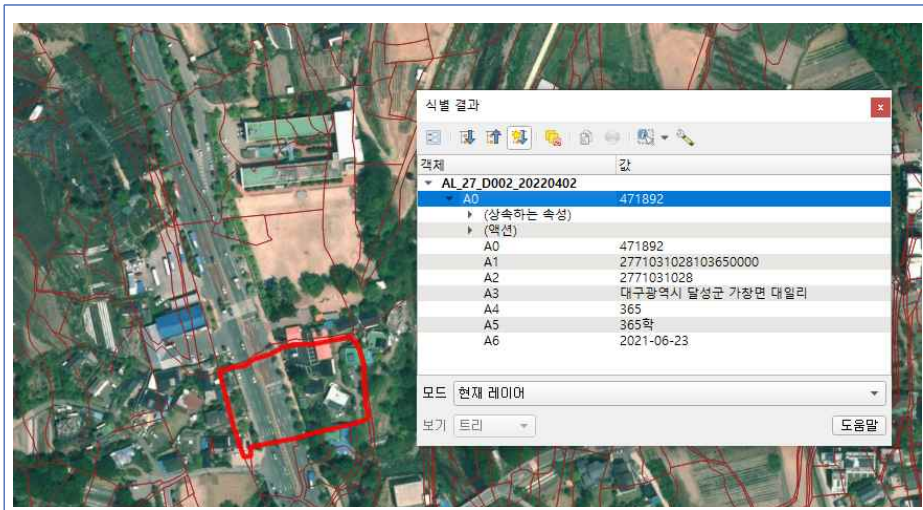 식별 결과
객체 값
AL_27_D002_20220402
A0 471892
(상속하는 속성)
(액션)
A0 471892
A1 2771031028103650000
A2 2771031028
A3 대구광역시 달성군 가창면 대일리
A4 365
A5 365학
A6 2021-06-23
모드 현재 레이어
보기 트리 도움말